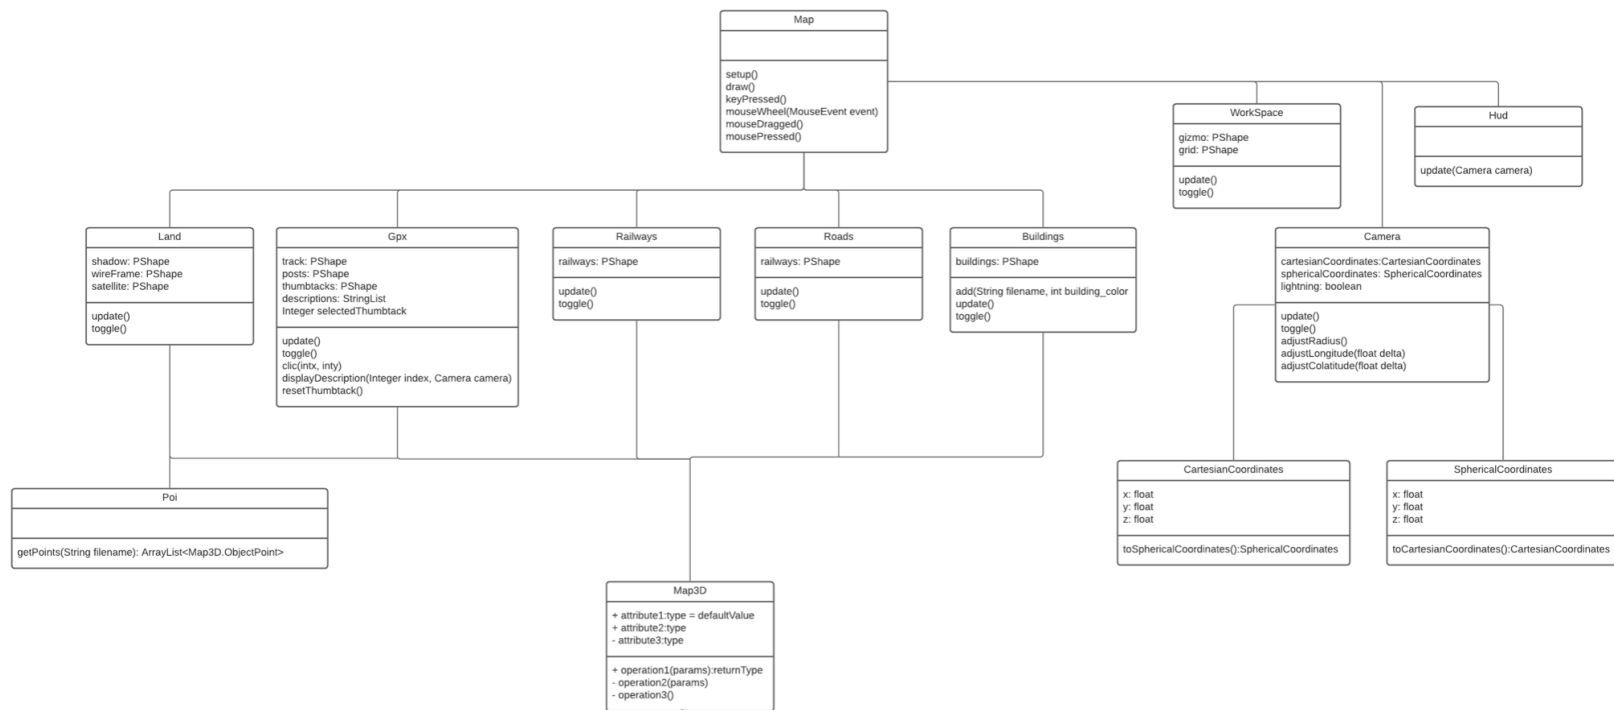 Map
setup()
draw()
keyPressed()
mouseWheel(MouseEvent event)
mouseDragged()
mousePressed()
WorkSpace
gizmo: PShape
grid: PShape
update()
toggle()
Hud
update(Camera camera)
Land
shadow: PShape
wireFrame: PShape
satellite: PShape
update()
toggle()
Gpx
track: PShape
posts: PShape
thumbtacks: PShape
descriptions: StringList
Integer selectedThumbtack
update()
toggle()
clic(intx, inty)
displayDescription(Integer index, Camera camera)
resetThumbtack()
Railways
railways: PShape
update()
toggle()
Roads
railways: PShape
update()
toggle()
Buildings
buildings: PShape
add(String filename, int building_color
update()
toggle()
Camera
cartesianCoordinates:CartesianCoordinates
sphericalCoordinates: SphericalCoordinates
lightning: boolean
update()
toggle()
adjustRadius()
adjustLongitude(float delta)
adjustColatitude(float delta)
Poi
getPoints(String filename): ArrayList<Map3D.ObjectPoint>
CartesianCoordinates
x: float
y: float
z: float
toSphericalCoordinates():SphericalCoordinates
SphericalCoordinates
x: float
y: float
z: float
toCartesianCoordinates():CartesianCoordinates
Map3D
+ attribute1:type = defaultValue
+ attribute2:type
- attribute3:type
+ operation1(params):returnType
- operation2(params)
- operation3()